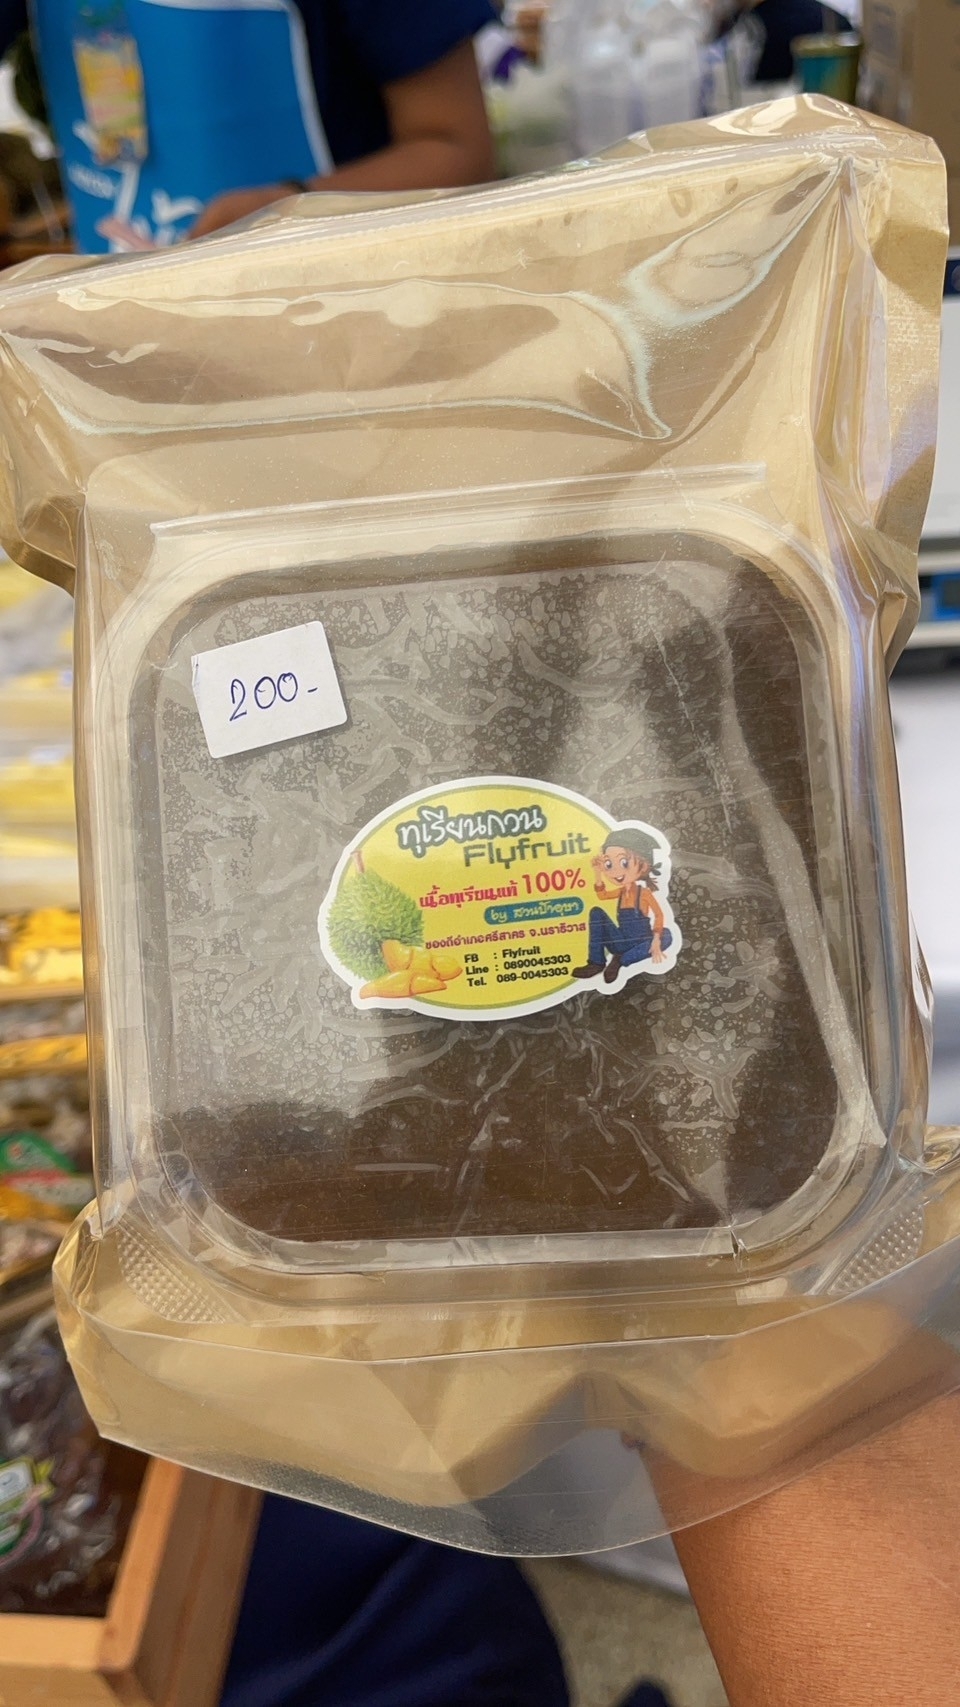 200-
ทุเรียนกวน
Flyfruit
เนื้อทุเรียนแท้ 100%
by สวนป้าอุษา
ของดีอำเภอศรีสาคร จ.นราธิวาส
FB : Flyfruit
Line : 0890045303
Tel. 089-0045303